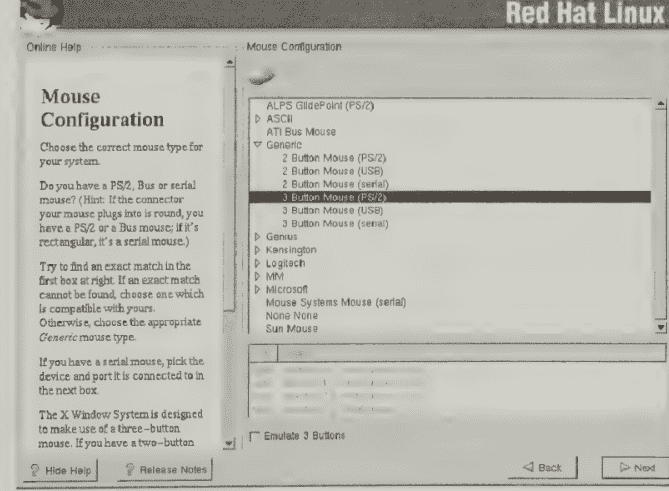 Red Hat Linux
Online Help
Mouse Configuration
Mouse
Configuration
Choose the correct mouse type for
your system.
Do you have a PS/2, Bus or serial
mouse? (Hint: If the connector
your mouse plugs into is round, you
have a PS/2 or a Bus mouse; if it's
rectangular, it's a serial mouse.)
Try to find an exact match in the
first box at right. If an exact match
cannot be found, choose one which
is compatible with yours.
Otherwise, choose the appropriate
Generic mouse type.
If you have a serial mouse, pick the
device and port it is connected to in
the next box.
The X Window System is designed
to make use of a three-button
mouse. If you have a two-button
ALPS GlidePoint (PS/2)
ASCII
ATI Bus Mouse
Generic
2 Button Mouse (PS/2)
2 Button Mouse (USB)
2 Button Mouse (serial)
3 Button Mouse (PS/2)
3 Button Mouse (USB)
3 Button Mouse (serial)
Genius
Kensington
Logitech
MM
Microsoft
Mouse Systems Mouse (serial)
None None
Sun Mouse
Emulate 3 Buttons
Hide Help
Release Notes
Back
Next